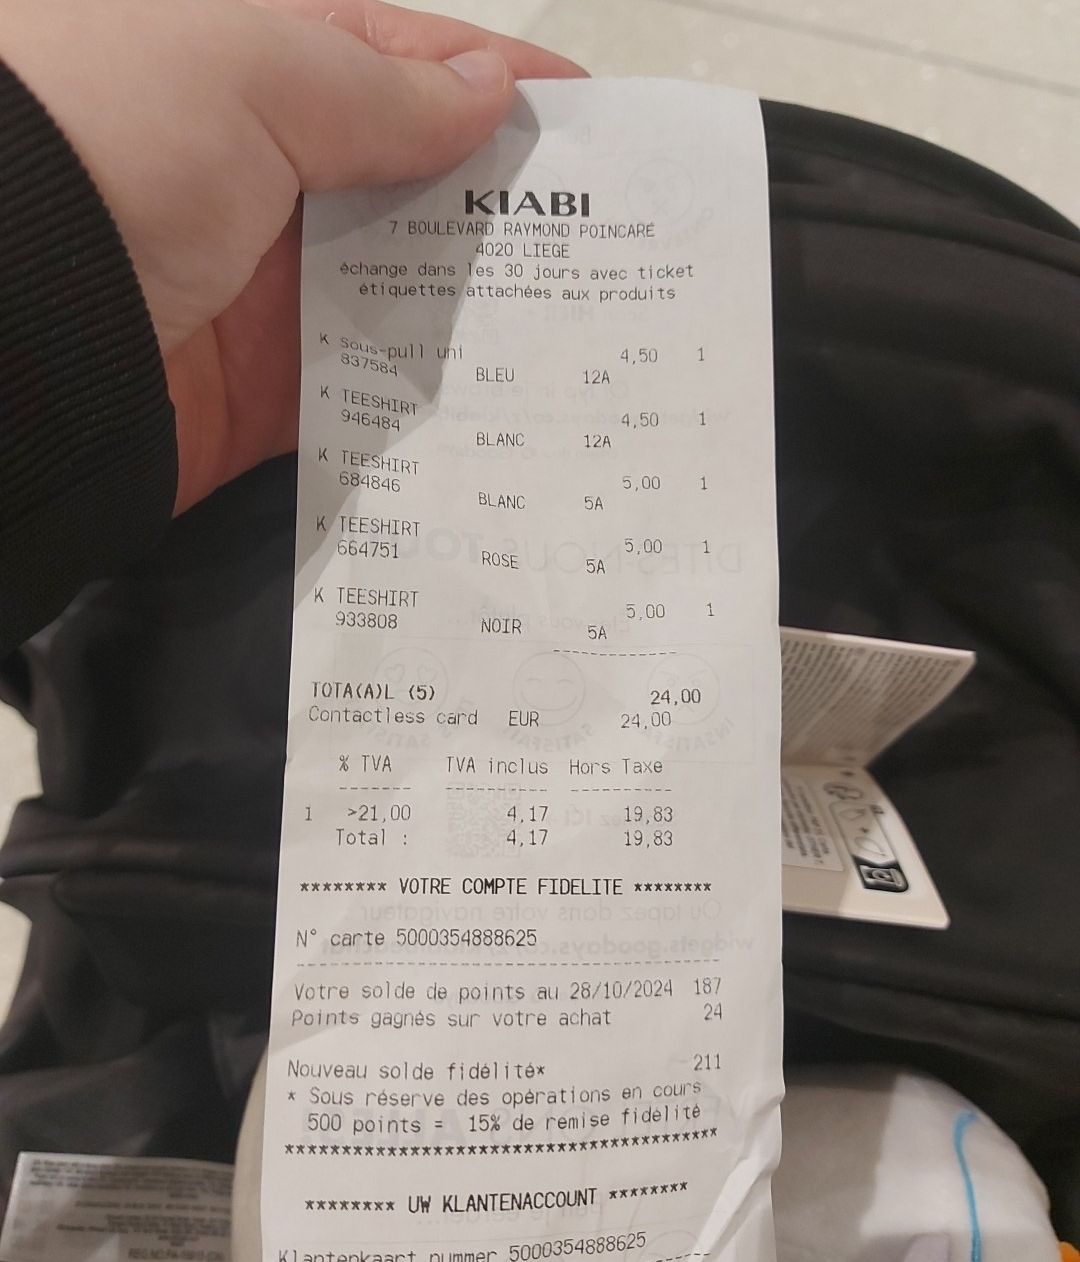 KIABI
7 BOULEVARD RAYMOND POINCARÉ
4020 LIEGE
échange dans les 30 jours avec ticket
étiquettes attachées aux produits
K Sous-pull uni 4,50 1
837584 BLEU 12A
K TEESHIRT 4,50 1
946484 BLANC 12A
K TEESHIRT 5,00 1
684846 BLANC 5A
K TEESHIRT 5,00 1
664751 ROSE 5A
K TEESHIRT 5,00 1
933808 NOIR 5A
------------
TOTA(A)L (5) 24,00
Contactless card EUR 24,00
% TVA TVA inclus Hors Taxe
------- ---------- ----------
1 >21,00 4,17 19,83
Total : 4,17 19,83
******** VOTRE COMPTE FIDELITE ********
N° carte 5000354888625
----------------------------------------
Votre solde de points au 28/10/2024 187
Points gagnés sur votre achat 24
Nouveau solde fidélité* 211
* Sous réserve des opérations en cours
500 points = 15% de remise fidélité
****************************************
******** UW KLANTENACCOUNT ********
Klantenkaart nummer 5000354888625